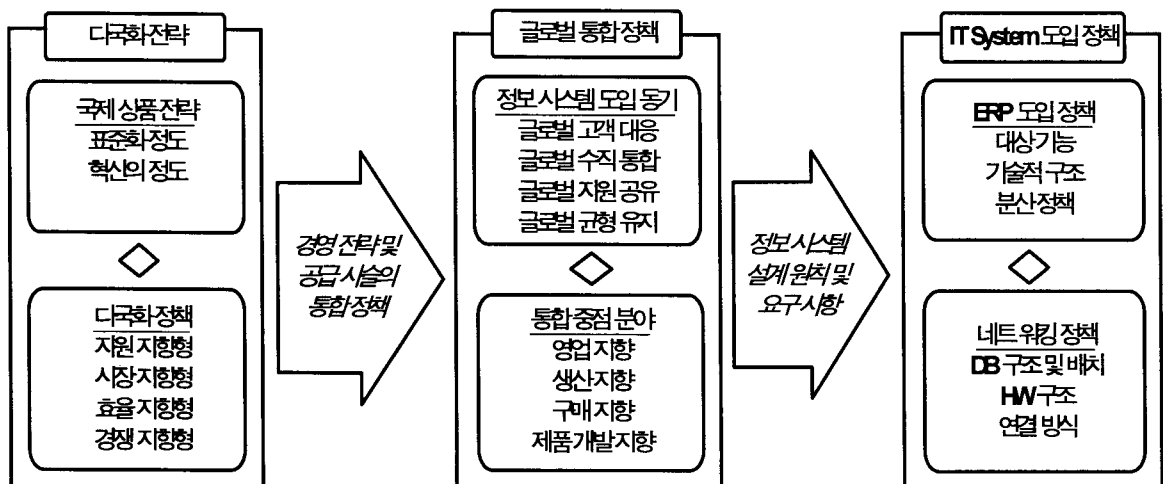 다국화 전략
국제 상품 전략
표준화 정도
혁신의 정도
다국화 정책
자원 지향형
시장 지향형
효율 지향형
경쟁 지향형
경영 전략 및
공급 사슬의
통합 정책
글로벌 통합 정책
정보 시스템 도입 동기
글로벌 고객 대응
글로벌 수직 통합
글로벌 자원 공유
글로벌 균형 유지
통합 중점 분야
영업 지향
생산 지향
구매 지향
제품 개발 지향
정보 시스템
설계 원칙 및
요구 사항
IT System 도입 정책
ERP 도입 정책
대상 기능
기술적 구조
분산 정책
네트워킹 정책
DB 구조 및 배치
HW 구조
연결 방식